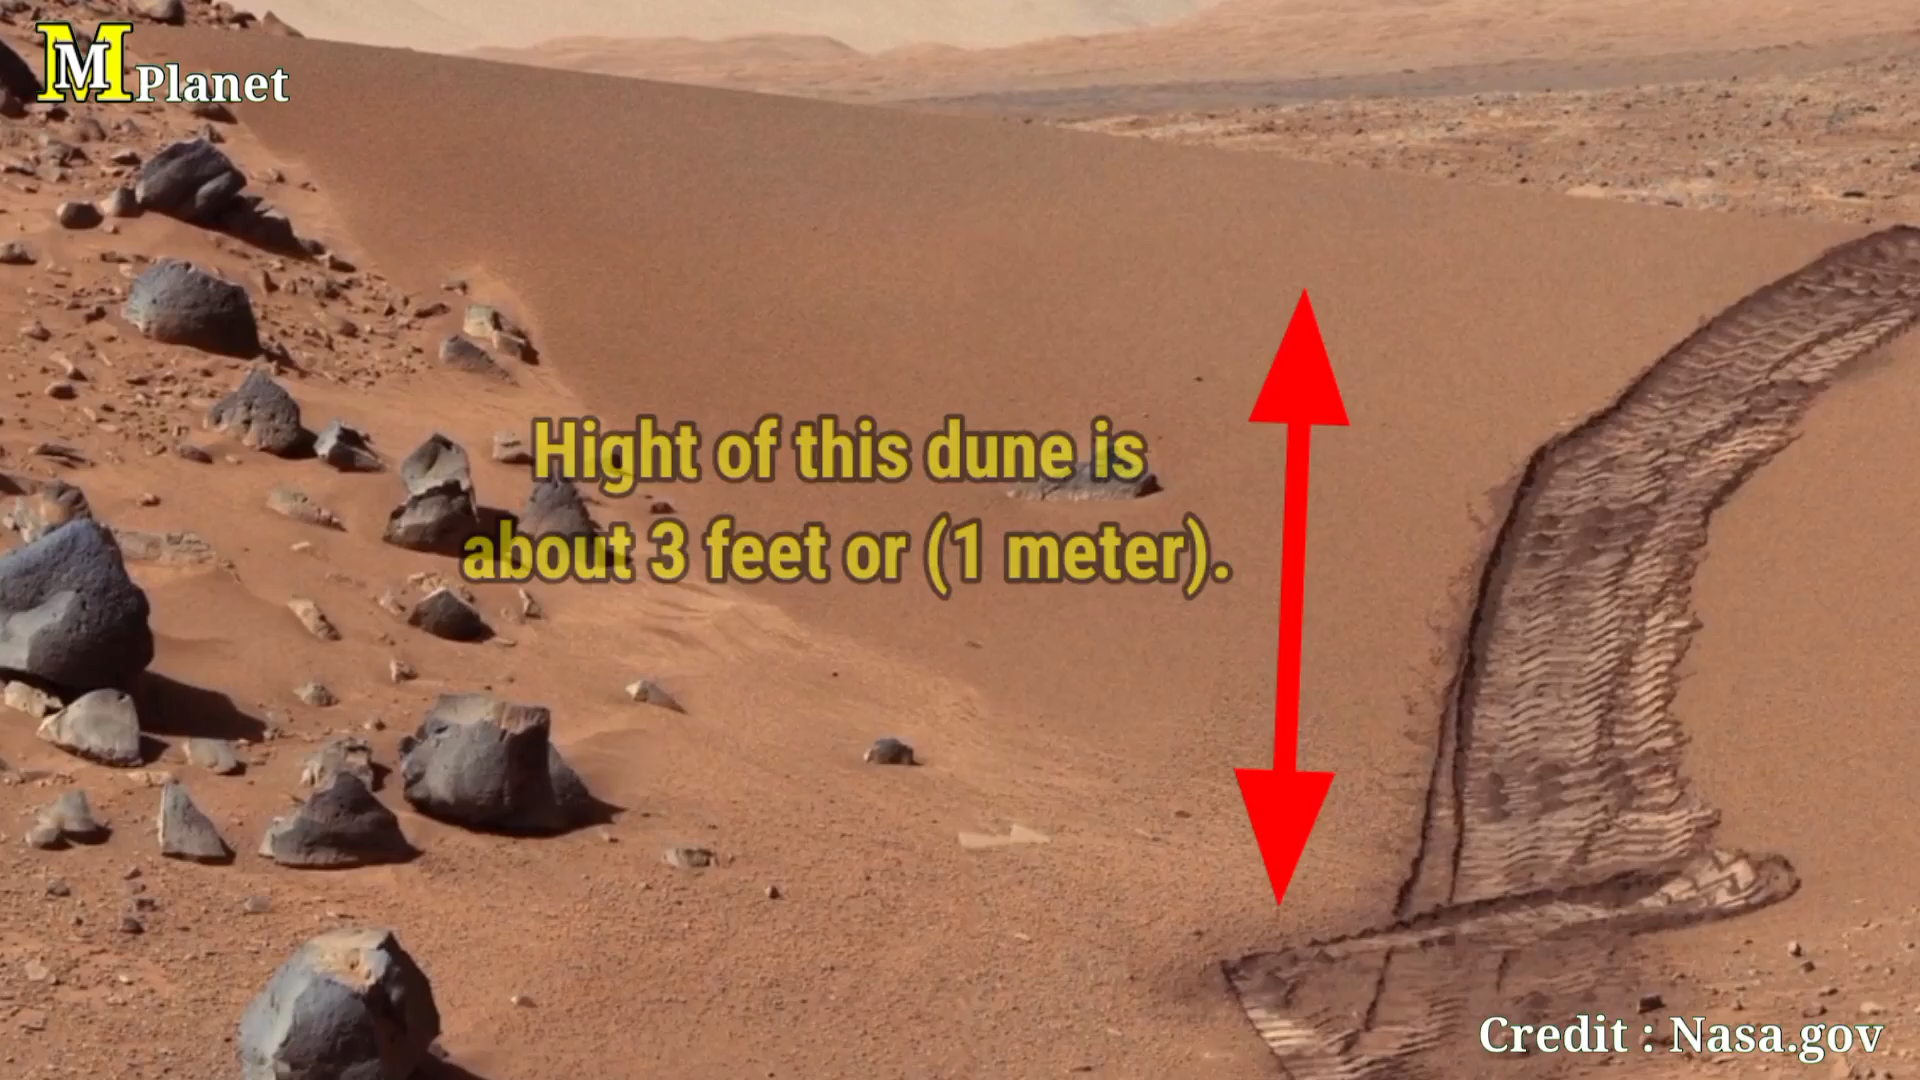 M Planet
Hight of this dune is
about 3 feet or (1 meter).
Credit : Nasa.gov